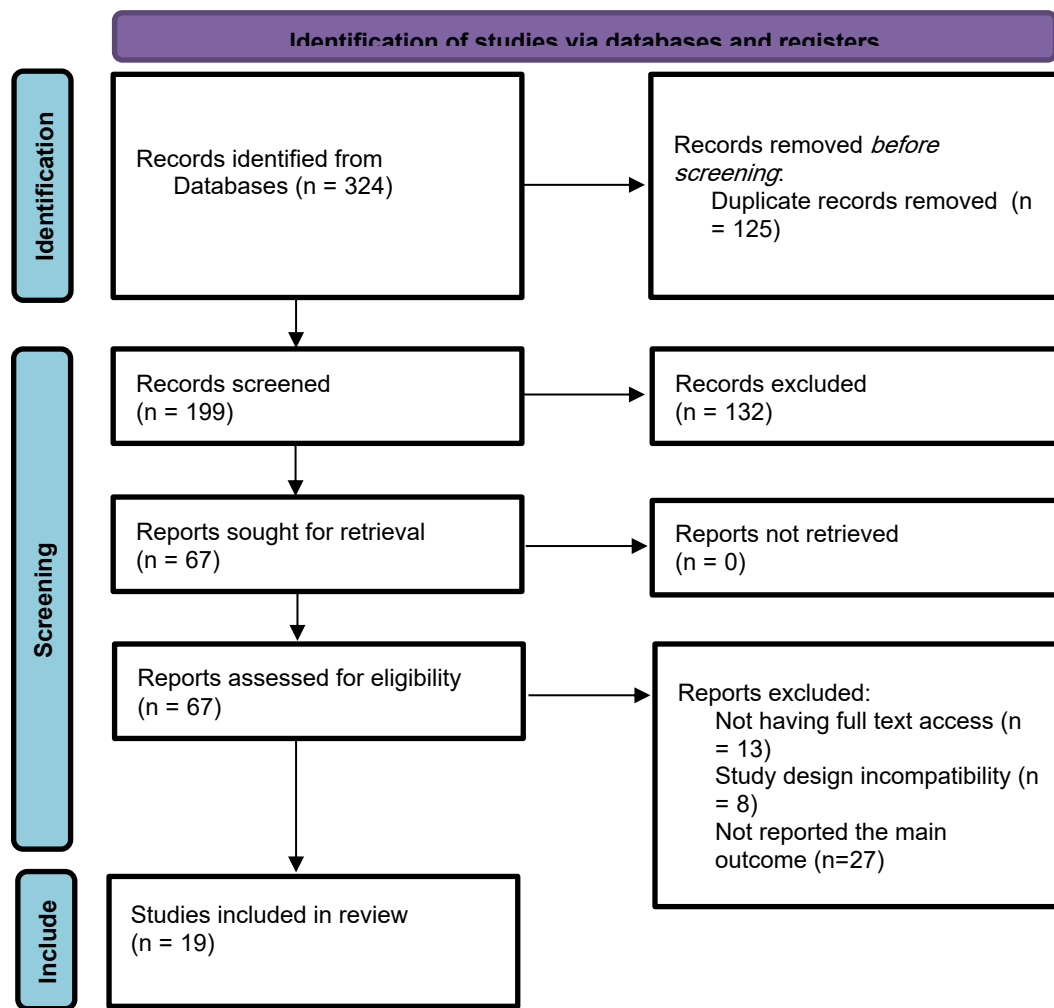 Identification of studies via databases and registers
Identification
Records identified from
Databases (n = 324)
Records removed before
screening:
Duplicate records removed (n
= 125)
Screening
Records screened
(n = 199)
Records excluded
(n = 132)
Reports sought for retrieval
(n = 67)
Reports not retrieved
(n = 0)
Reports assessed for eligibility
(n = 67)
Reports excluded:
Not having full text access (n
= 13)
Study design incompatibility (n
= 8)
Not reported the main
outcome (n=27)
Include
Studies included in review
(n = 19)